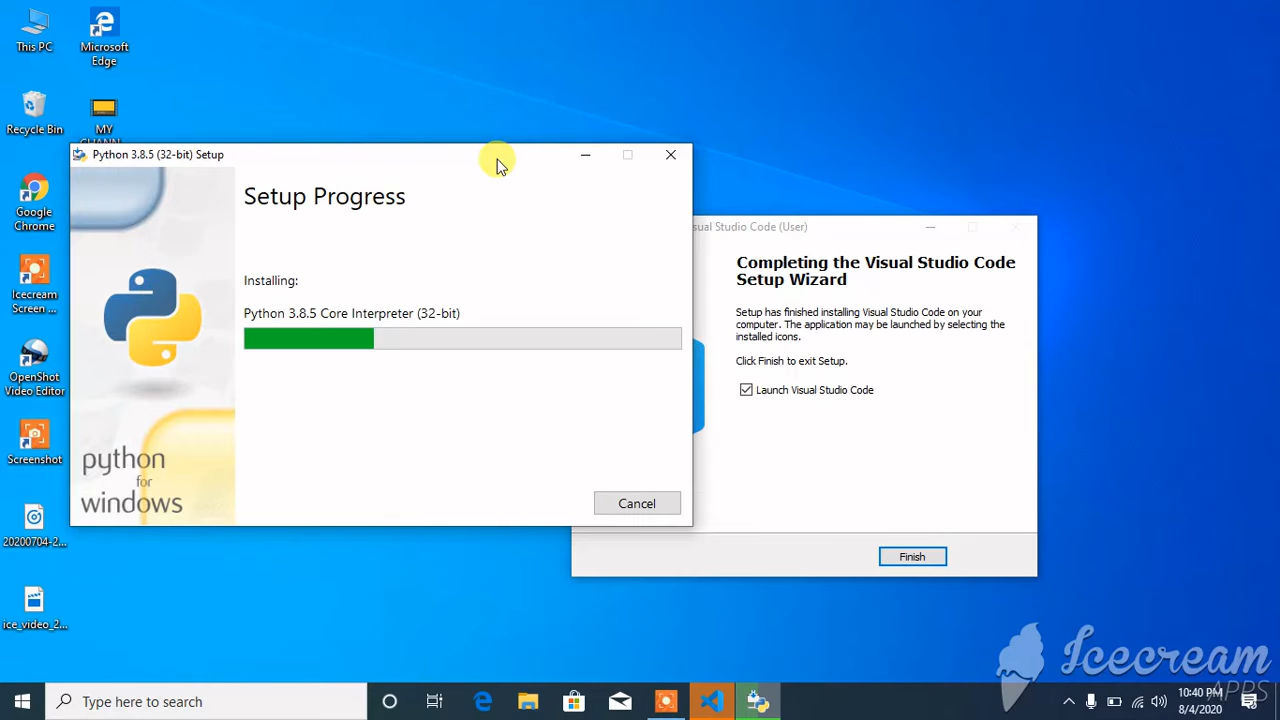 This PC
Microsoft
Edge
Recycle Bin
MY
CHANN...
Google
Chrome
Icecream
Screen ...
OpenShot
Video Editor
Screenshot
20200704-2...
ice_video_2...
Python 3.8.5 (32-bit) Setup
Setup Progress
Installing:
Python 3.8.5 Core Interpreter (32-bit)
python
for
windows
Cancel
sual Studio Code (User)
Completing the Visual Studio Code
Setup Wizard
Setup has finished installing Visual Studio Code on your
computer. The application may be launched by selecting the
installed icons.
Click Finish to exit Setup.
Launch Visual Studio Code
Finish
Icecream
APPS
Type here to search
10:40 PM
8/4/2020